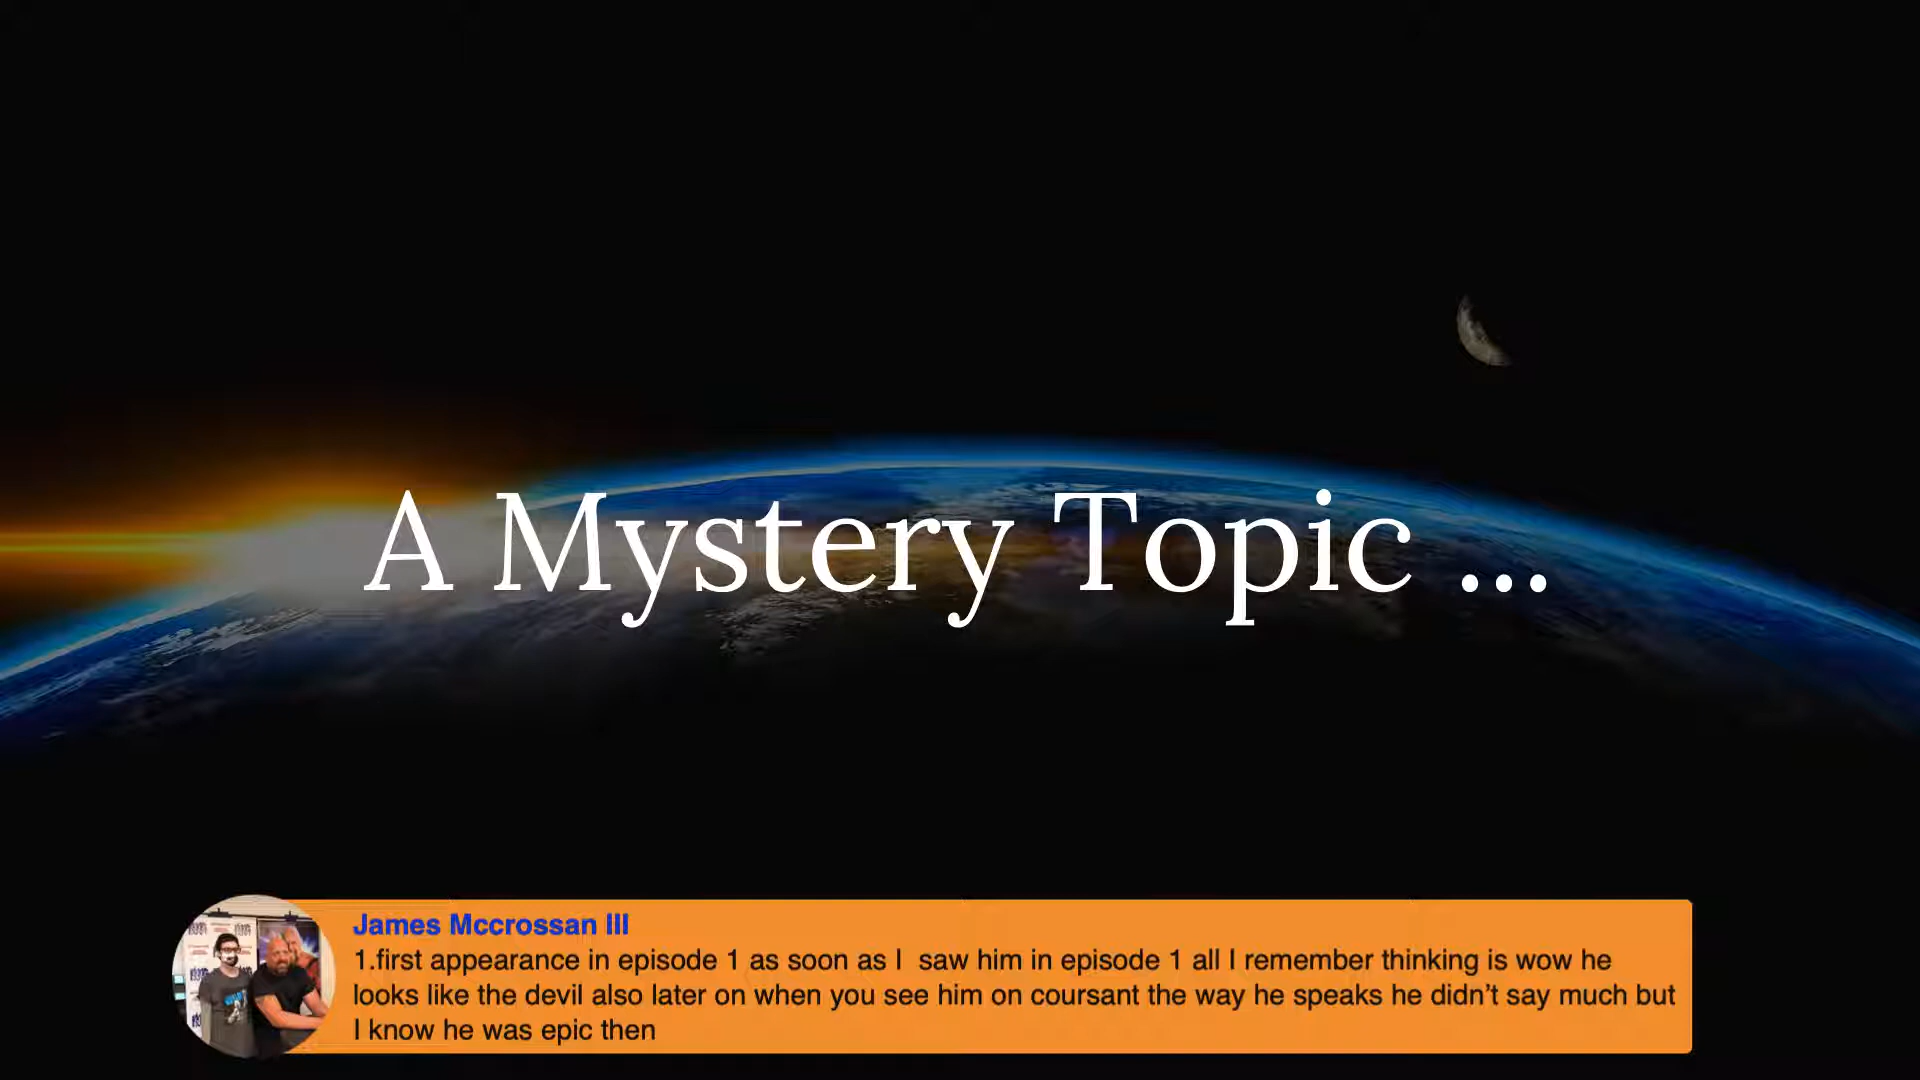 A Mystery Topic ...
James Mccrossan III
1.first appearance in episode 1 as soon as I  saw him in episode 1 all I remember thinking is wow he
looks like the devil also later on when you see him on coursant the way he speaks he didn’t say much but
I know he was epic then